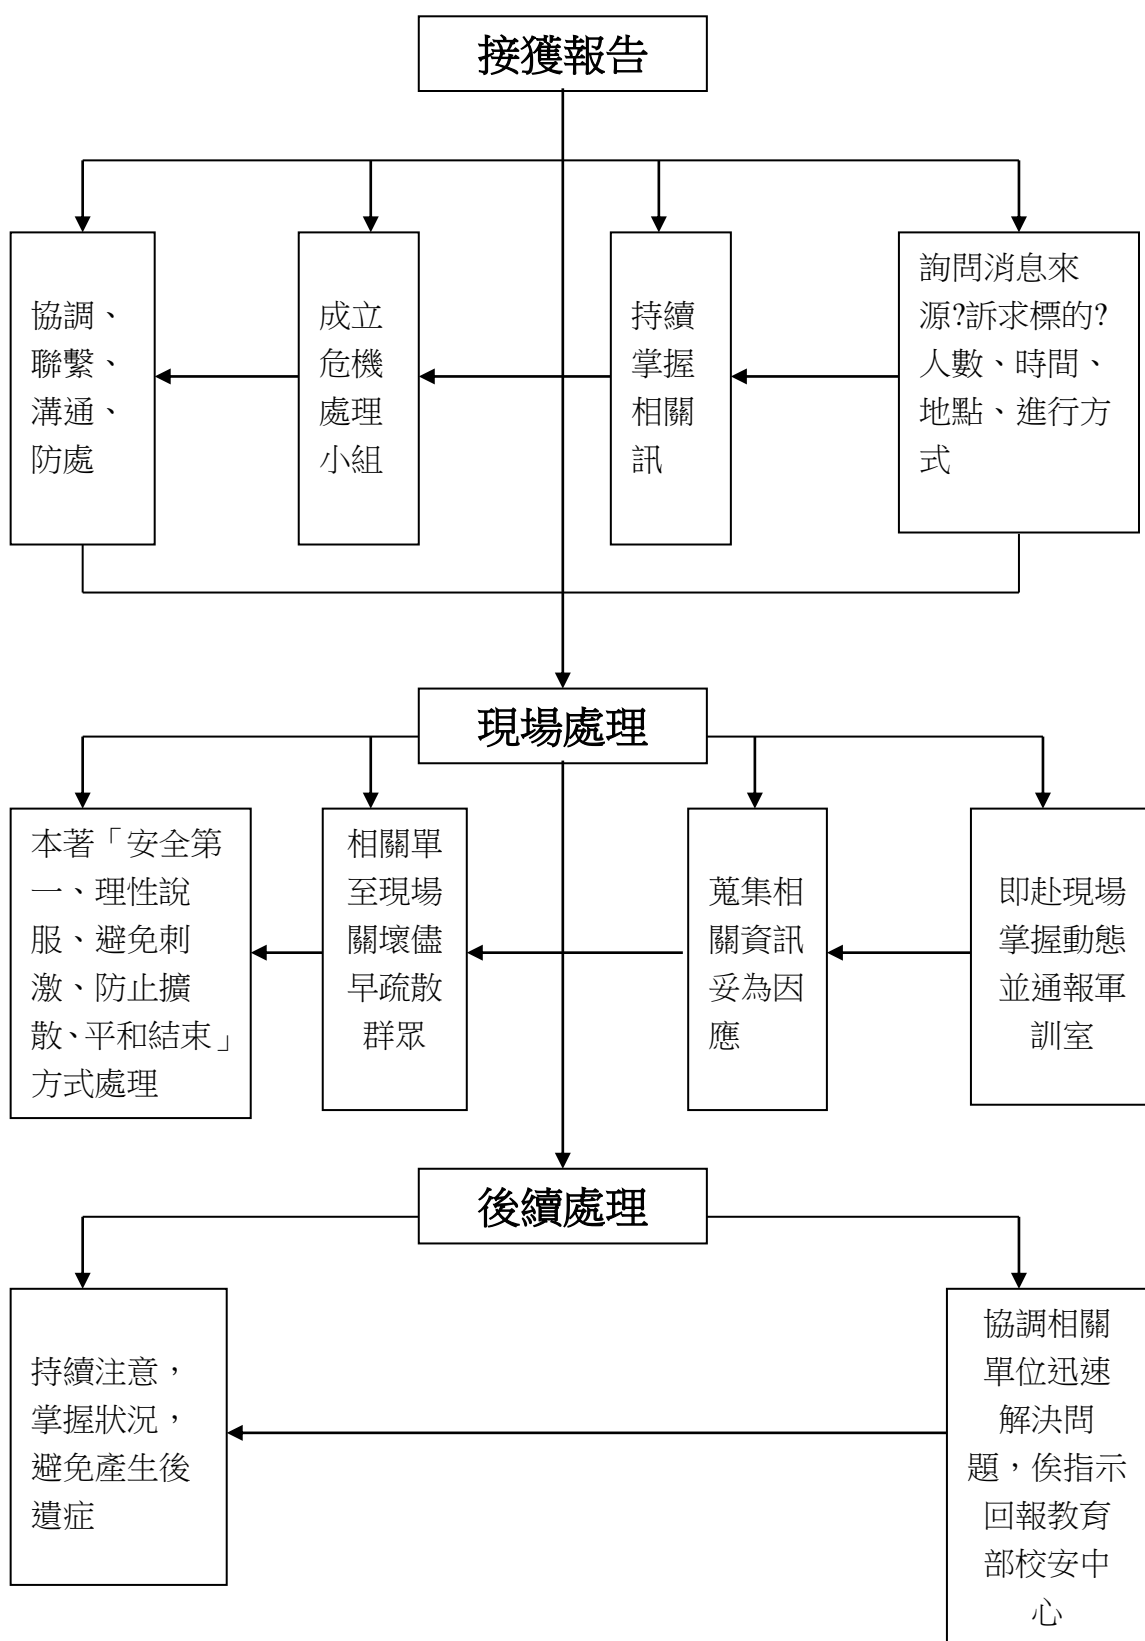 接獲報告
協調、
聯繫、
溝通、
防處
成立
危機
處理
小組
持續
掌握
相關
訊
詢問消息來
源?訴求標的?
人數、時間、
地點、進行方
式
現場處理
本著「安全第
一、理性說
服、避免刺
激、防止擴
散、平和結束」
方式處理
相關單
至現場
關壞儘
早疏散
群眾
蒐集相
關資訊
妥為因
應
即赴現場
掌握動態
並通報軍
訓室
後續處理
持續注意，
掌握狀況，
避免產生後
遺症
協調相關
單位迅速
解決問
題，俟指示
回報教育
部校安中
心